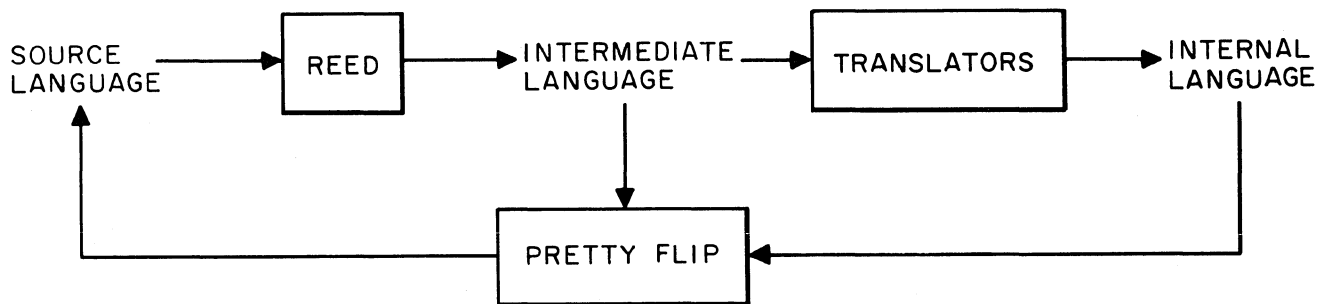 SOURCE
LANGUAGE
REED
INTERMEDIATE
LANGUAGE
TRANSLATORS
INTERNAL
LANGUAGE
PRETTY FLIP